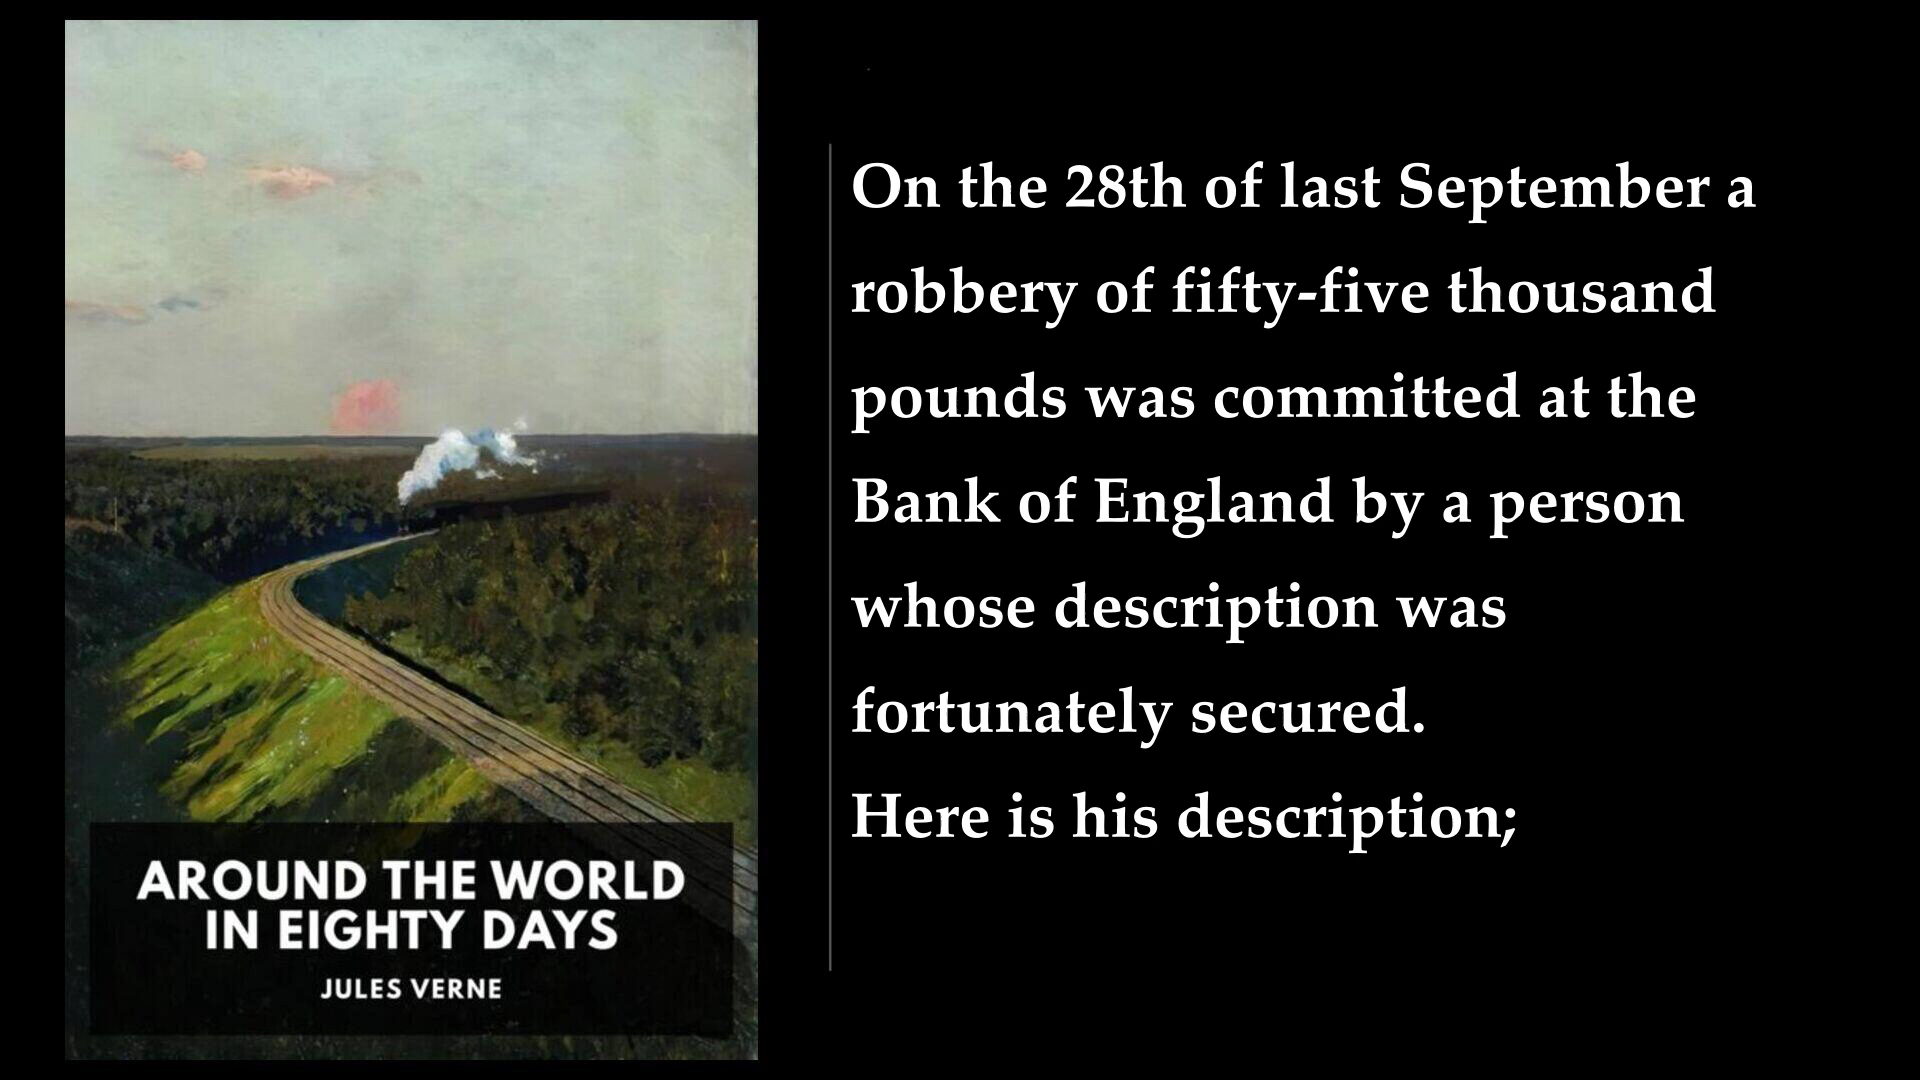 AROUND THE WORLD
IN EIGHTY DAYS
JULES VERNE
On the 28th of last September a
robbery of fifty-five thousand
pounds was committed at the
Bank of England by a person
whose description was
fortunately secured.
Here is his description;